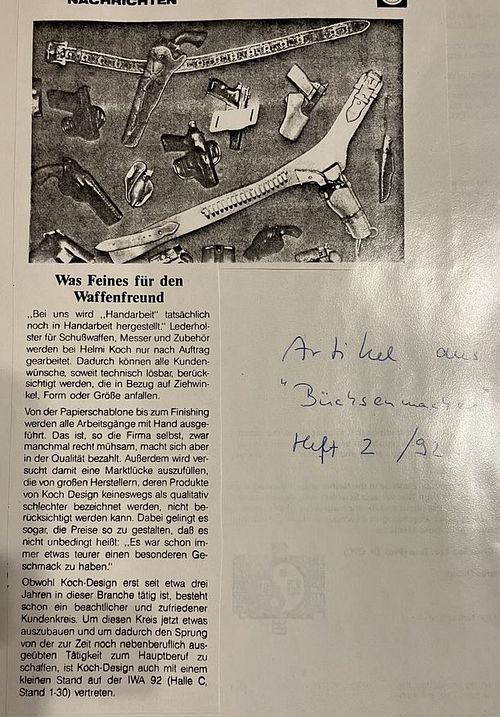 NACHRICHTEN
Was Feines für den
Waffenfreund
„Bei uns wird „Handarbeit“ tatsächlich
noch in Handarbeit hergestellt.“ Lederhol-
ster für Schußwaffen, Messer und Zubehör
werden bei Helmi Koch nur nach Auftrag
gearbeitet. Dadurch können alle Kunden-
wünsche, soweit technisch lösbar, berück-
sichtigt werden, die in Bezug auf Ziehwin-
kel, Form oder Größe anfallen.
Von der Papierschablone bis zum Finishing
werden alle Arbeitsgänge mit Hand ausge-
führt. Das ist, so die Firma selbst, zwar
manchmal recht mühsam, macht sich aber
in der Qualität bezahlt. Außerdem wird ver-
sucht damit eine Marktlücke auszufüllen,
die von großen Herstellern, deren Produkte
von Koch Design keineswegs als qualitativ
schlechter bezeichnet werden, nicht be-
rücksichtigt werden kann. Dabei gelingt es
sogar, die Preise so zu gestalten, daß es
nicht unbedingt heißt: „Es war schon im-
mer etwas teurer einen besonderen Ge-
schmack zu haben.“
Obwohl Koch-Design erst seit etwa drei
Jahren in dieser Branche tätig ist, besteht
schon ein beachtlicher und zufriedener
Kundenkreis. Um diesen Kreis jetzt etwas
auszubauen und um dadurch den Sprung
von der zur Zeit noch nebenberuflich aus-
geübten Tätigkeit zum Hauptberuf zu
schaffen, ist Koch-Design auch mit einem
kleinen Stand auf der IWA 92 (Halle C,
Stand 1-30) vertreten.
Artikel aus
"Büchsenmacher"
Heft 2 /92